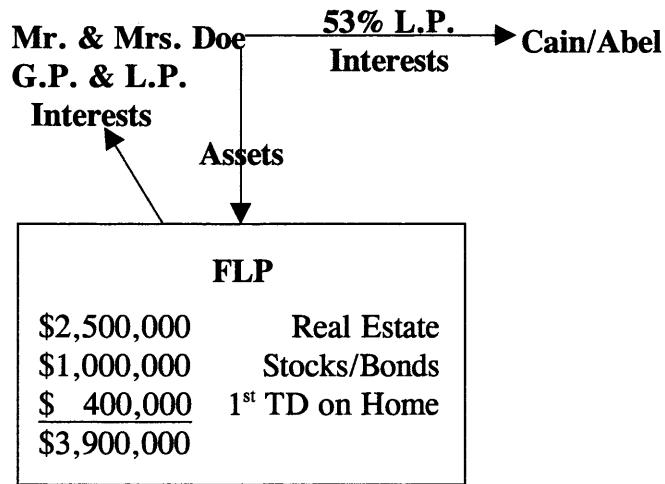 Mr. & Mrs. Doe
G.P. & L.P.
Interests
53% L.P.
Interests
Cain/Abel
Assets
FLP
$2,500,000 Real Estate
$1,000,000 Stocks/Bonds
$ 400,000 1st TD on Home
$3,900,000